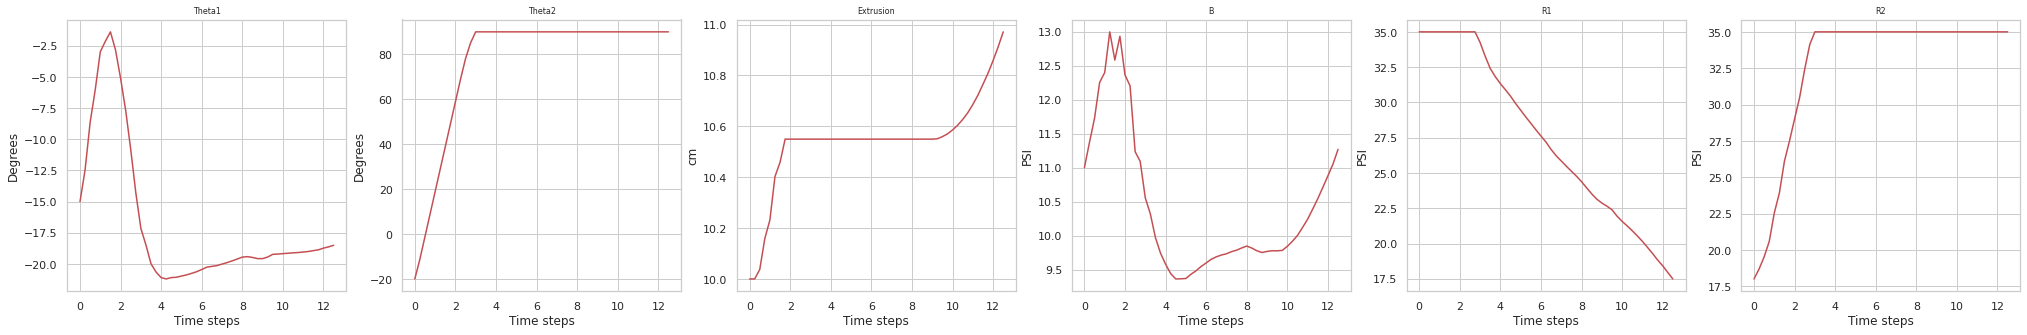 Theta1
Degrees
−2.5
−5.0
−7.5
−10.0
−12.5
−15.0
−17.5
−20.0
0 2 4 6 8 10 12
Time steps
Theta2
Degrees
80
60
40
20
0
−20
0 2 4 6 8 10 12
Time steps
Extrusion
cm
11.0
10.8
10.6
10.4
10.2
10.0
0 2 4 6 8 10 12
Time steps
B
PSI
13.0
12.5
12.0
11.5
11.0
10.5
10.0
9.5
0 2 4 6 8 10 12
Time steps
R1
PSI
35.0
32.5
30.0
27.5
25.0
22.5
20.0
17.5
0 2 4 6 8 10 12
Time steps
R2
PSI
35.0
32.5
30.0
27.5
25.0
22.5
20.0
17.5
0 2 4 6 8 10 12
Time steps